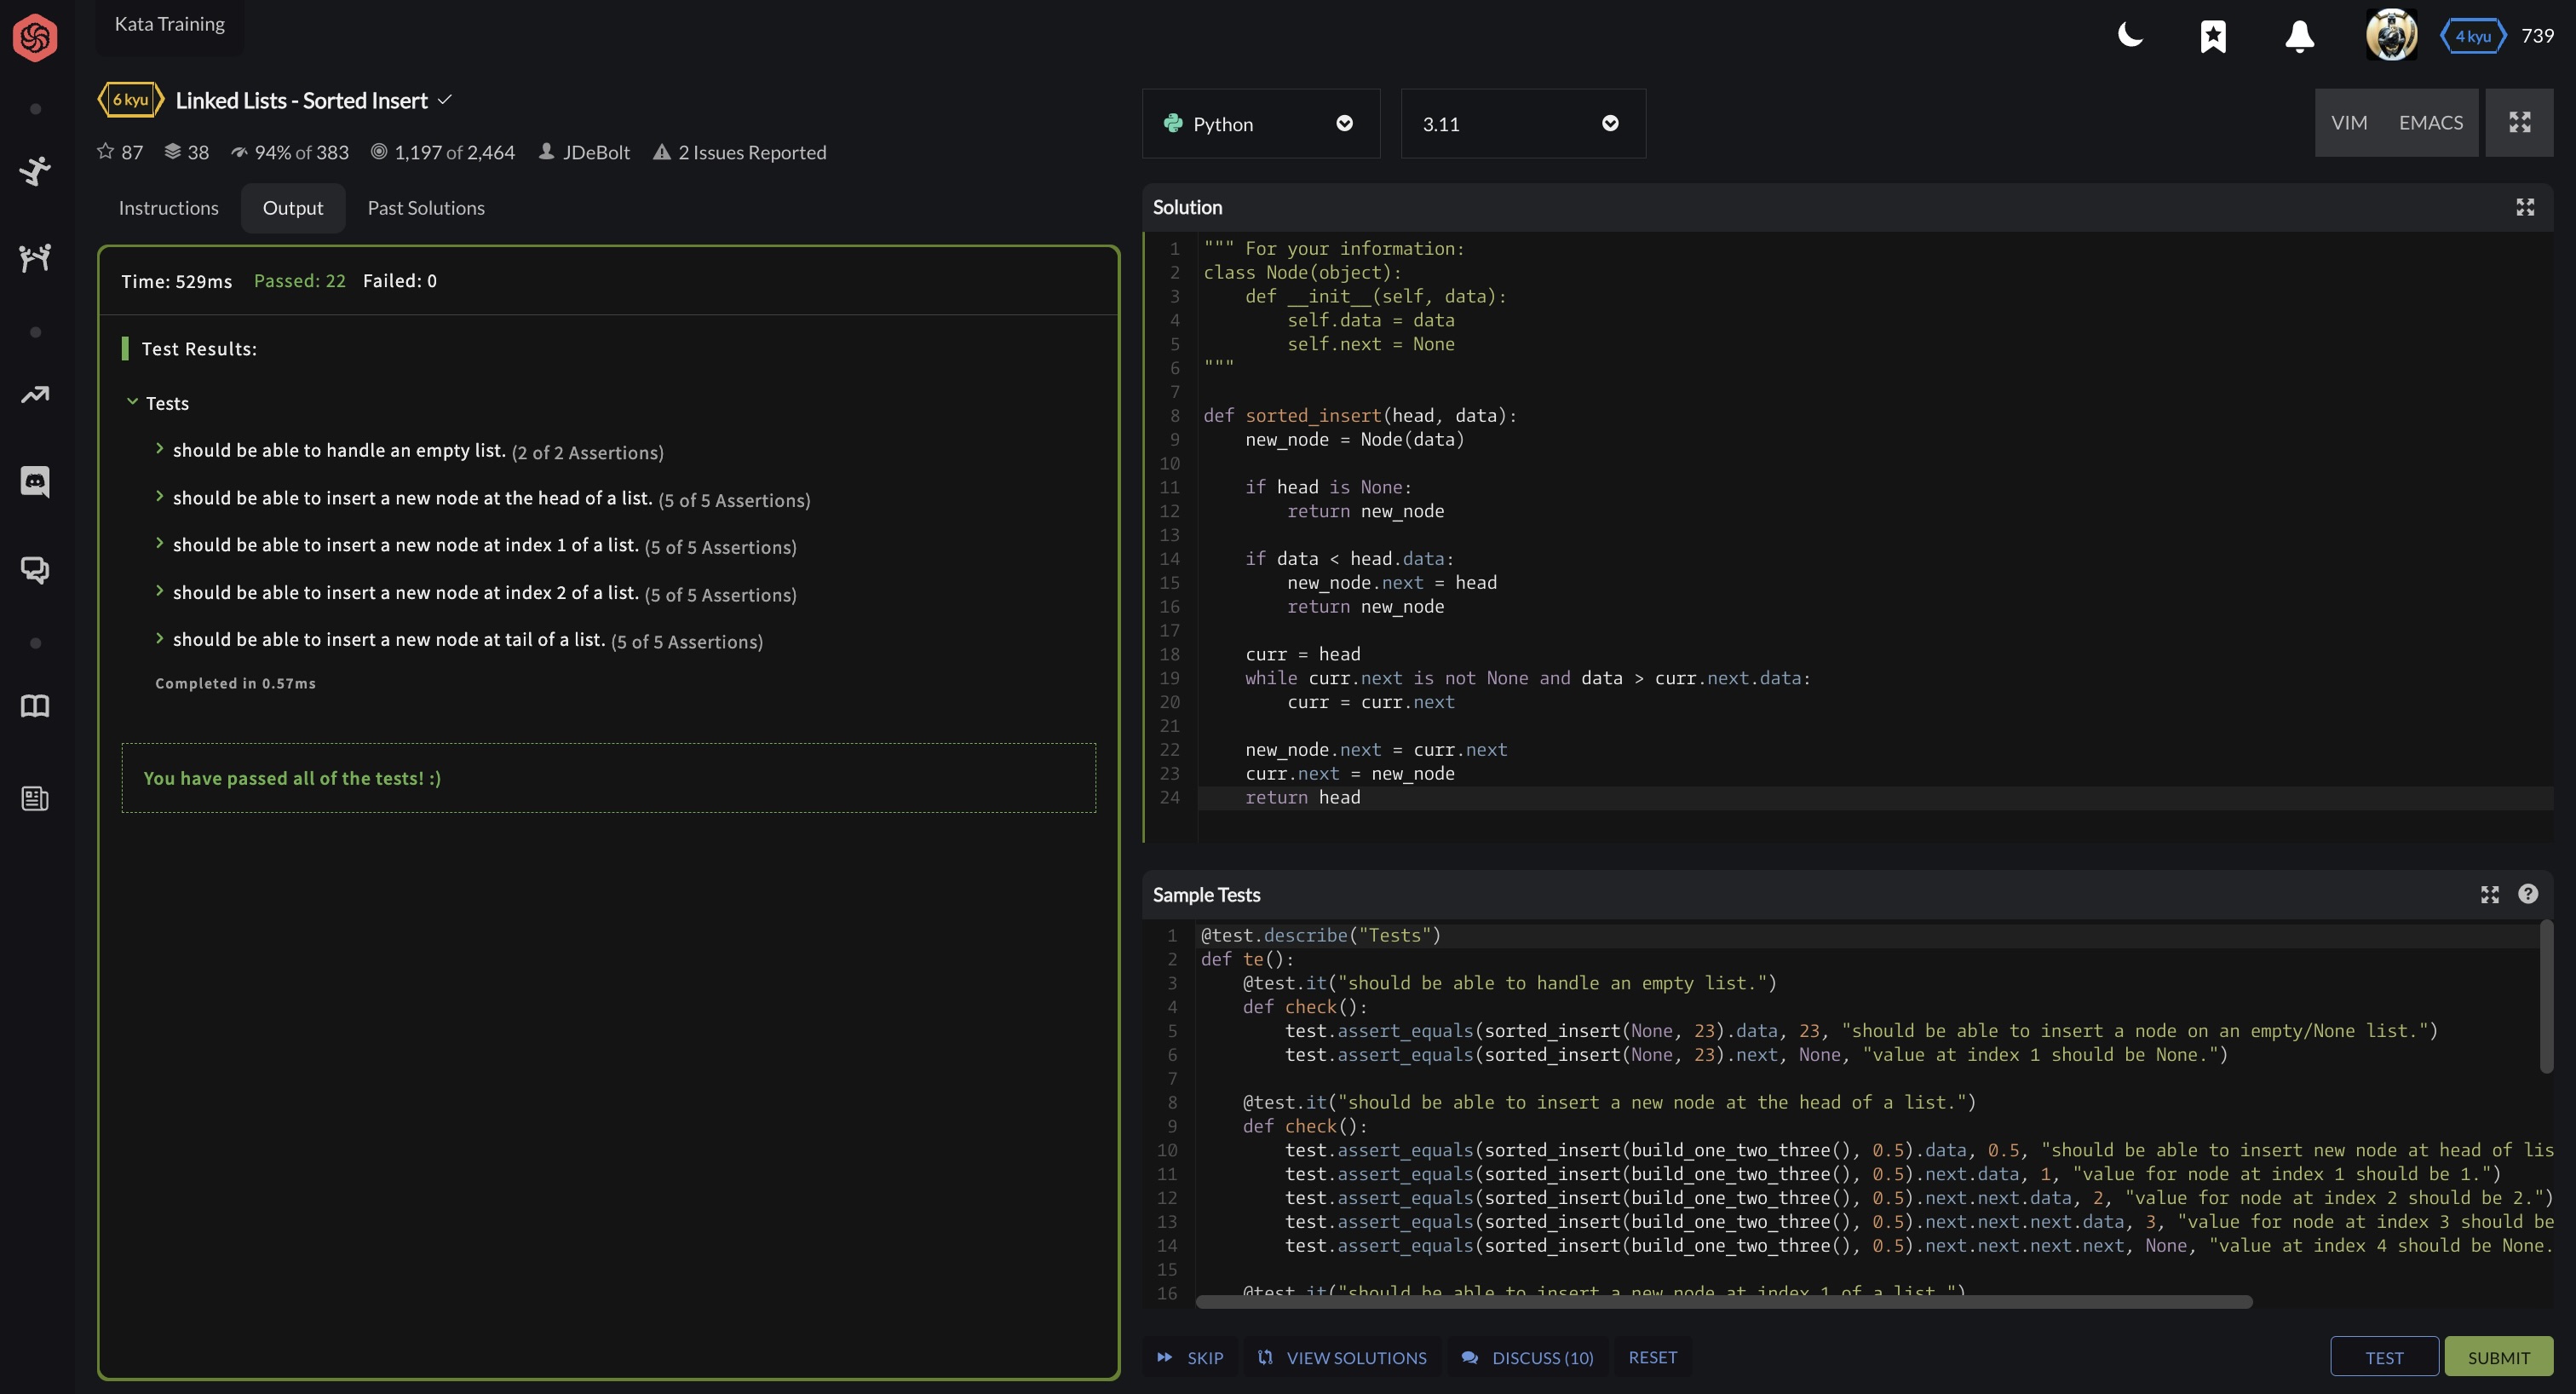 Kata Training
4 kyu 739
6 kyu Linked Lists - Sorted Insert
87 38 94% of 383 1,197 of 2,464 JDeBolt 2 Issues Reported
Instructions Output Past Solutions
Time: 529ms Passed: 22 Failed: 0
Test Results:
Tests
should be able to handle an empty list. (2 of 2 Assertions)
should be able to insert a new node at the head of a list. (5 of 5 Assertions)
should be able to insert a new node at index 1 of a list. (5 of 5 Assertions)
should be able to insert a new node at index 2 of a list. (5 of 5 Assertions)
should be able to insert a new node at tail of a list. (5 of 5 Assertions)
Completed in 0.57ms
You have passed all of the tests! :)
Python 3.11 VIM EMACS
Solution
1 """ For your information:
2 class Node(object):
3     def __init__(self, data):
4         self.data = data
5         self.next = None
6 """
7
8 def sorted_insert(head, data):
9     new_node = Node(data)
10
11     if head is None:
12         return new_node
13
14     if data < head.data:
15         new_node.next = head
16         return new_node
17
18     curr = head
19     while curr.next is not None and data > curr.next.data:
20         curr = curr.next
21
22     new_node.next = curr.next
23     curr.next = new_node
24     return head
Sample Tests
1 @test.describe("Tests")
2 def te():
3     @test.it("should be able to handle an empty list.")
4     def check():
5         test.assert_equals(sorted_insert(None, 23).data, 23, "should be able to insert a node on an empty/None list.")
6         test.assert_equals(sorted_insert(None, 23).next, None, "value at index 1 should be None.")
7
8     @test.it("should be able to insert a new node at the head of a list.")
9     def check():
10         test.assert_equals(sorted_insert(build_one_two_three(), 0.5).data, 0.5, "should be able to insert new node at head of lis
11         test.assert_equals(sorted_insert(build_one_two_three(), 0.5).next.data, 1, "value for node at index 1 should be 1.")
12         test.assert_equals(sorted_insert(build_one_two_three(), 0.5).next.next.data, 2, "value for node at index 2 should be 2.")
13         test.assert_equals(sorted_insert(build_one_two_three(), 0.5).next.next.next.data, 3, "value for node at index 3 should be
14         test.assert_equals(sorted_insert(build_one_two_three(), 0.5).next.next.next.next, None, "value at index 4 should be None.
15
16     @test.it("should be able to insert a new node at index 1 of a list.")
SKIP VIEW SOLUTIONS DISCUSS (10) RESET TEST SUBMIT